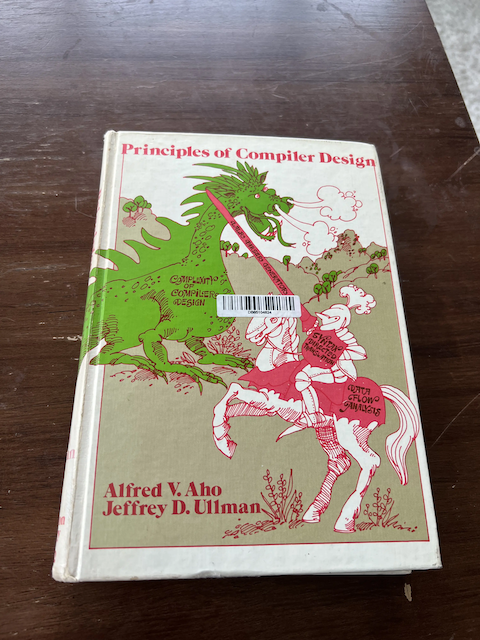 Principles of Compiler Design
COMPLEXITY
OF
COMPILER
DESIGN
SYNTAX
DIRECTED
TRANSLATION
DATA
FLOW
ANALYSIS
Alfred V. Aho
Jeffrey D. Ullman